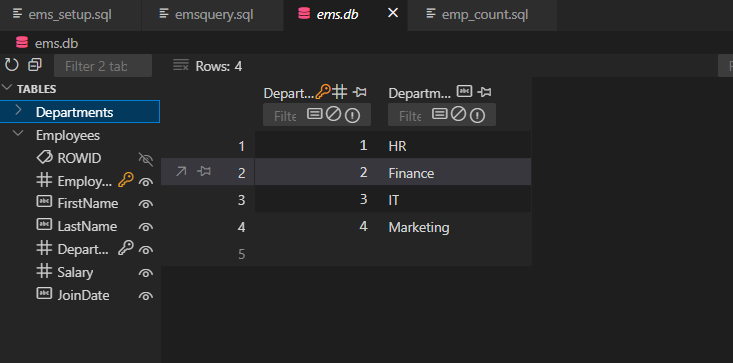 ems_setup.sql emsquery.sql ems.db emp_count.sql
ems.db
Filter 2 tab Rows: 4
TABLES
Departments
Employees
ROWID
Employ...
FirstName
LastName
Depart...
Salary
JoinDate
Depart... Departm...
Filte Filte
1 1 HR
2 2 Finance
3 3 IT
4 4 Marketing
5